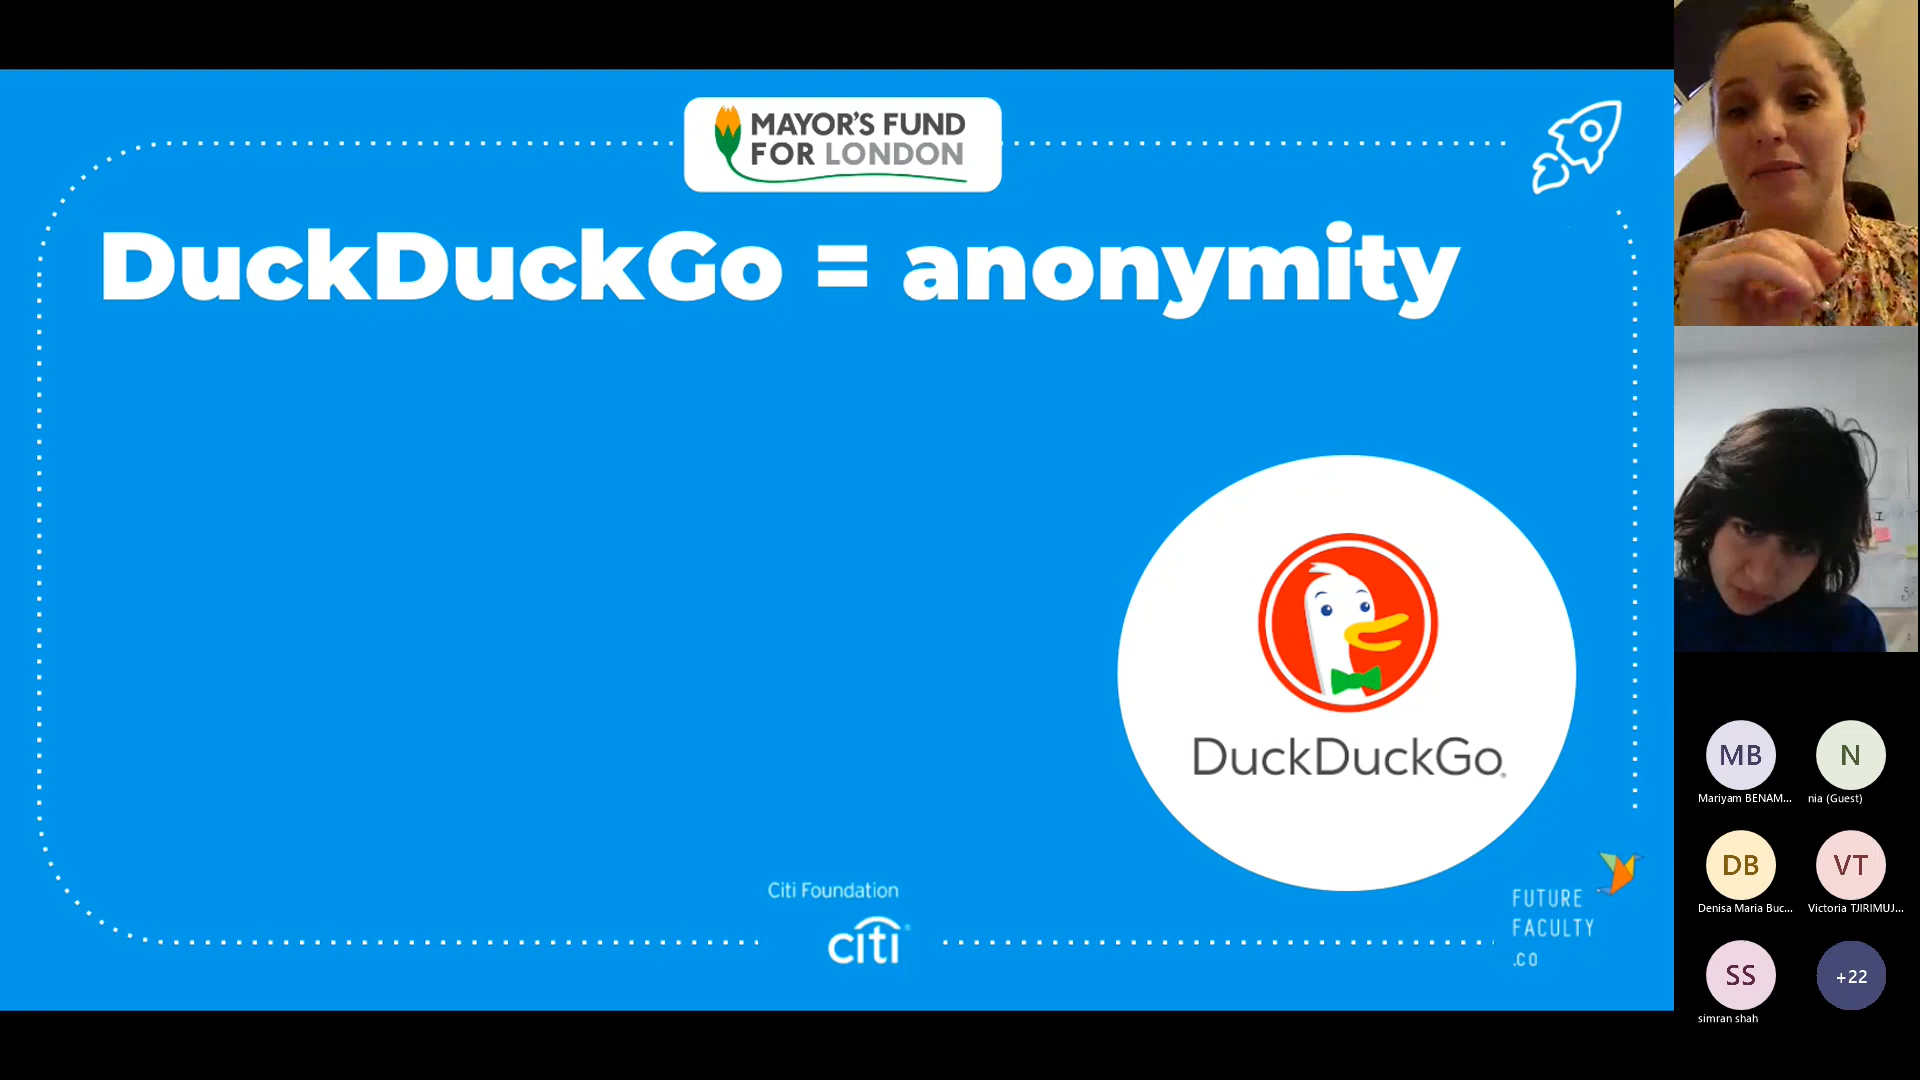 MAYOR'S FUND
FOR LONDON
DuckDuckGo = anonymity
DuckDuckGo
Citi Foundation
citi
FUTURE
FACULTY
.CO
MB
N
Mariyam BENAM...
nia (Guest)
DB
VT
Denisa Maria Buc...
Victoria TJIRIMUJ...
SS
+22
simran shah